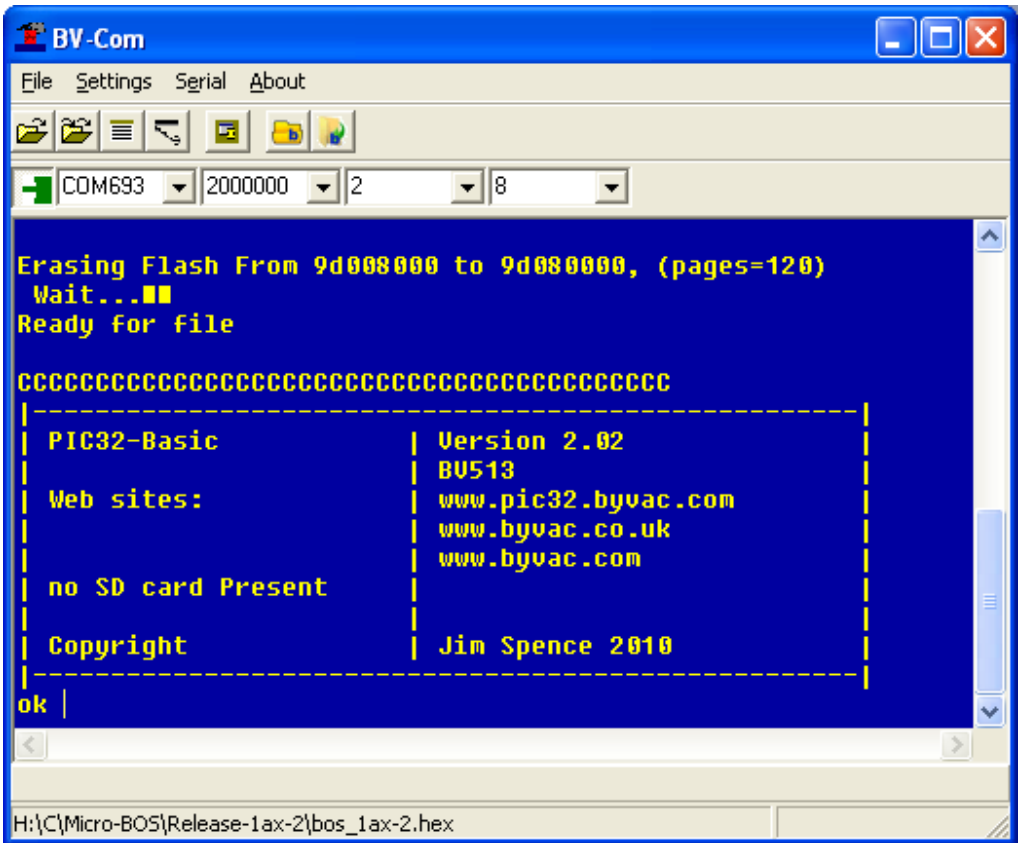 BV-Com
File Settings Serial About
COM693 2000000 2 8
Erasing Flash From 9d008000 to 9d080000, (pages=120)
Wait...
Ready for file
CCCCCCCCCCCCCCCCCCCCCCCCCCCCCCCCCCCCCCCCCC
|-----------------------------------------------------|
| PIC32-Basic | Version 2.02 |
| | BV513 |
| Web sites: | www.pic32.byvac.com |
| | www.byvac.co.uk |
| | www.byvac.com |
| no SD card Present | |
| | |
| Copyright | Jim Spence 2010 |
|-----------------------------------------------------|
ok
H:\C\Micro-BOS\Release-1ax-2\bos_1ax-2.hex